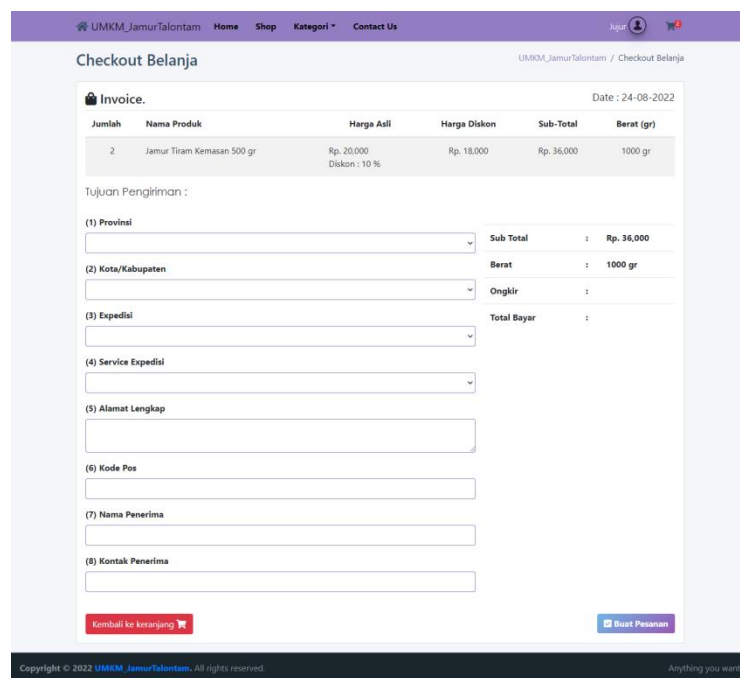 UMKM_JamurTalontam Home Shop Kategori Contact Us Jujur 2
Checkout Belanja UMKM_JamurTalontam / Checkout Belanja
Invoice. Date : 24-08-2022
Jumlah Nama Produk Harga Asli Harga Diskon Sub-Total Berat (gr)
2 Jamur Tiram Kemasan 500 gr Rp. 20,000 Rp. 18,000 Rp. 36,000 1000 gr
Diskon : 10 %
Tujuan Pengiriman :
(1) Provinsi
Sub Total : Rp. 36,000
Berat : 1000 gr
(2) Kota/Kabupaten
Ongkir :
(3) Expedisi
Total Bayar :
(4) Service Expedisi
(5) Alamat Lengkap
(6) Kode Pos
(7) Nama Penerima
(8) Kontak Penerima
Kembali ke keranjang Buat Pesanan
Copyright © 2022 UMKM_JamurTalontam. All rights reserved. Anything you want